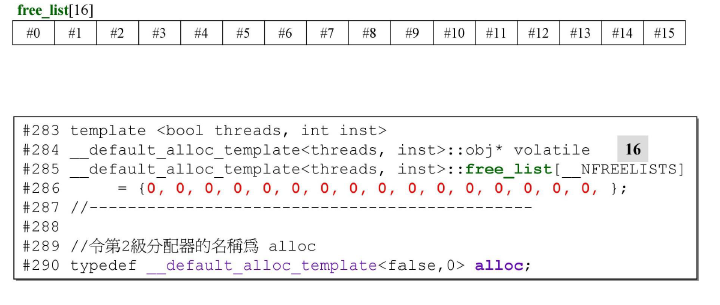 free_list[16]
#0 #1 #2 #3 #4 #5 #6 #7 #8 #9 #10 #11 #12 #13 #14 #15
#283 template <bool threads, int inst>
#284 __default_alloc_template<threads, inst>::obj* volatile 16
#285 __default_alloc_template<threads, inst>::free_list[__NFREELISTS]
#286 = {0, 0, 0, 0, 0, 0, 0, 0, 0, 0, 0, 0, 0, 0, 0, 0, };
#287 //----------------------------------------------
#288
#289 //令第2級分配器的名稱爲 alloc
#290 typedef __default_alloc_template<false,0> alloc;